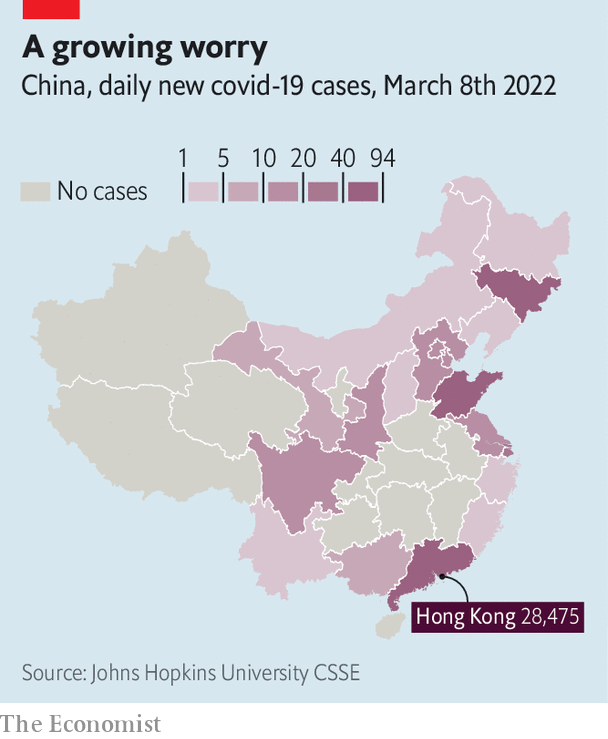 A growing worry
China, daily new covid-19 cases, March 8th 2022
1 5 10 20 40 94
No cases
Hong Kong 28,475
Source: Johns Hopkins University CSSE
The Economist